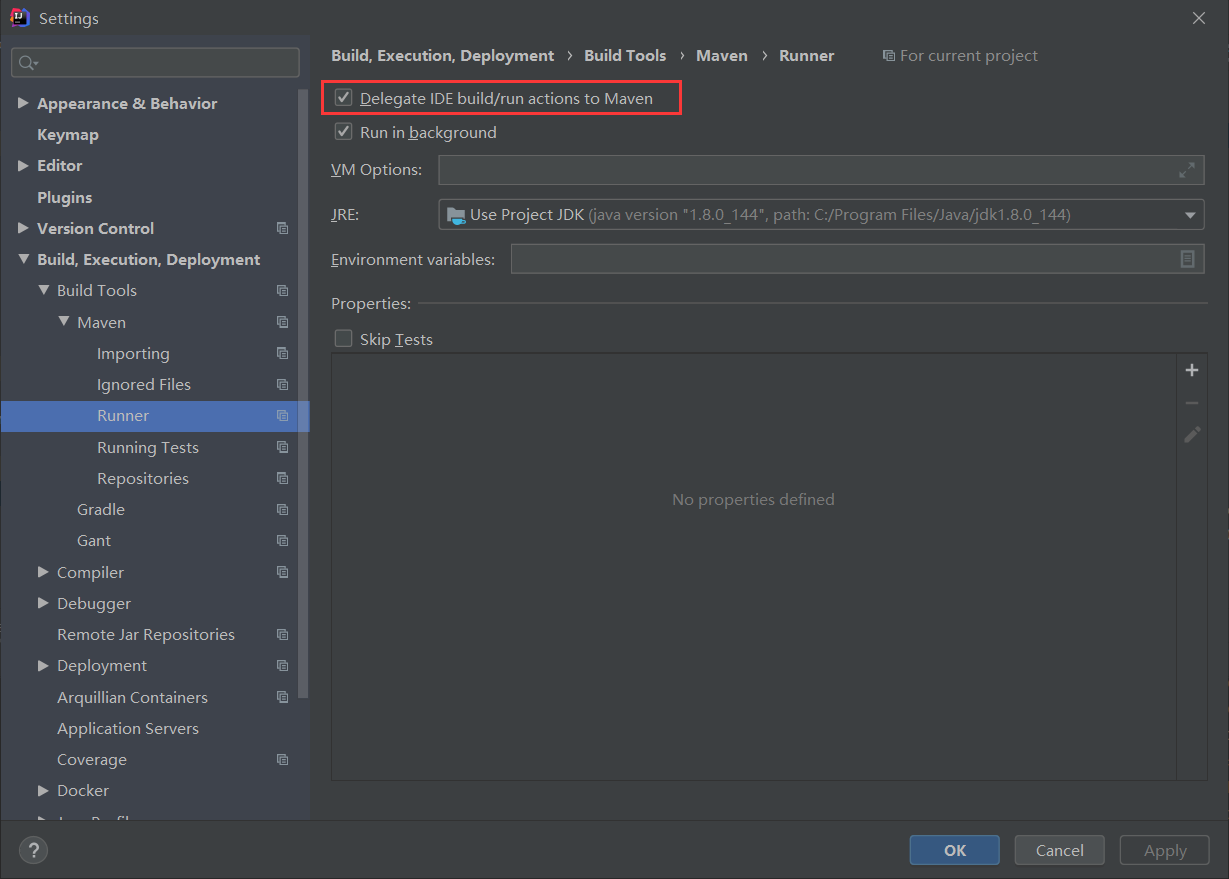 Settings
Build, Execution, Deployment › Build Tools › Maven › Runner For current project
Appearance & Behavior
Keymap
Editor
Plugins
Version Control
Build, Execution, Deployment
Build Tools
Maven
Importing
Ignored Files
Runner
Running Tests
Repositories
Gradle
Gant
Compiler
Debugger
Remote Jar Repositories
Deployment
Arquillian Containers
Application Servers
Coverage
Docker
Delegate IDE build/run actions to Maven
Run in background
VM Options:
JRE: Use Project JDK (java version "1.8.0_144", path: C:/Program Files/Java/jdk1.8.0_144)
Environment variables:
Properties:
Skip Tests
No properties defined
? OK Cancel Apply